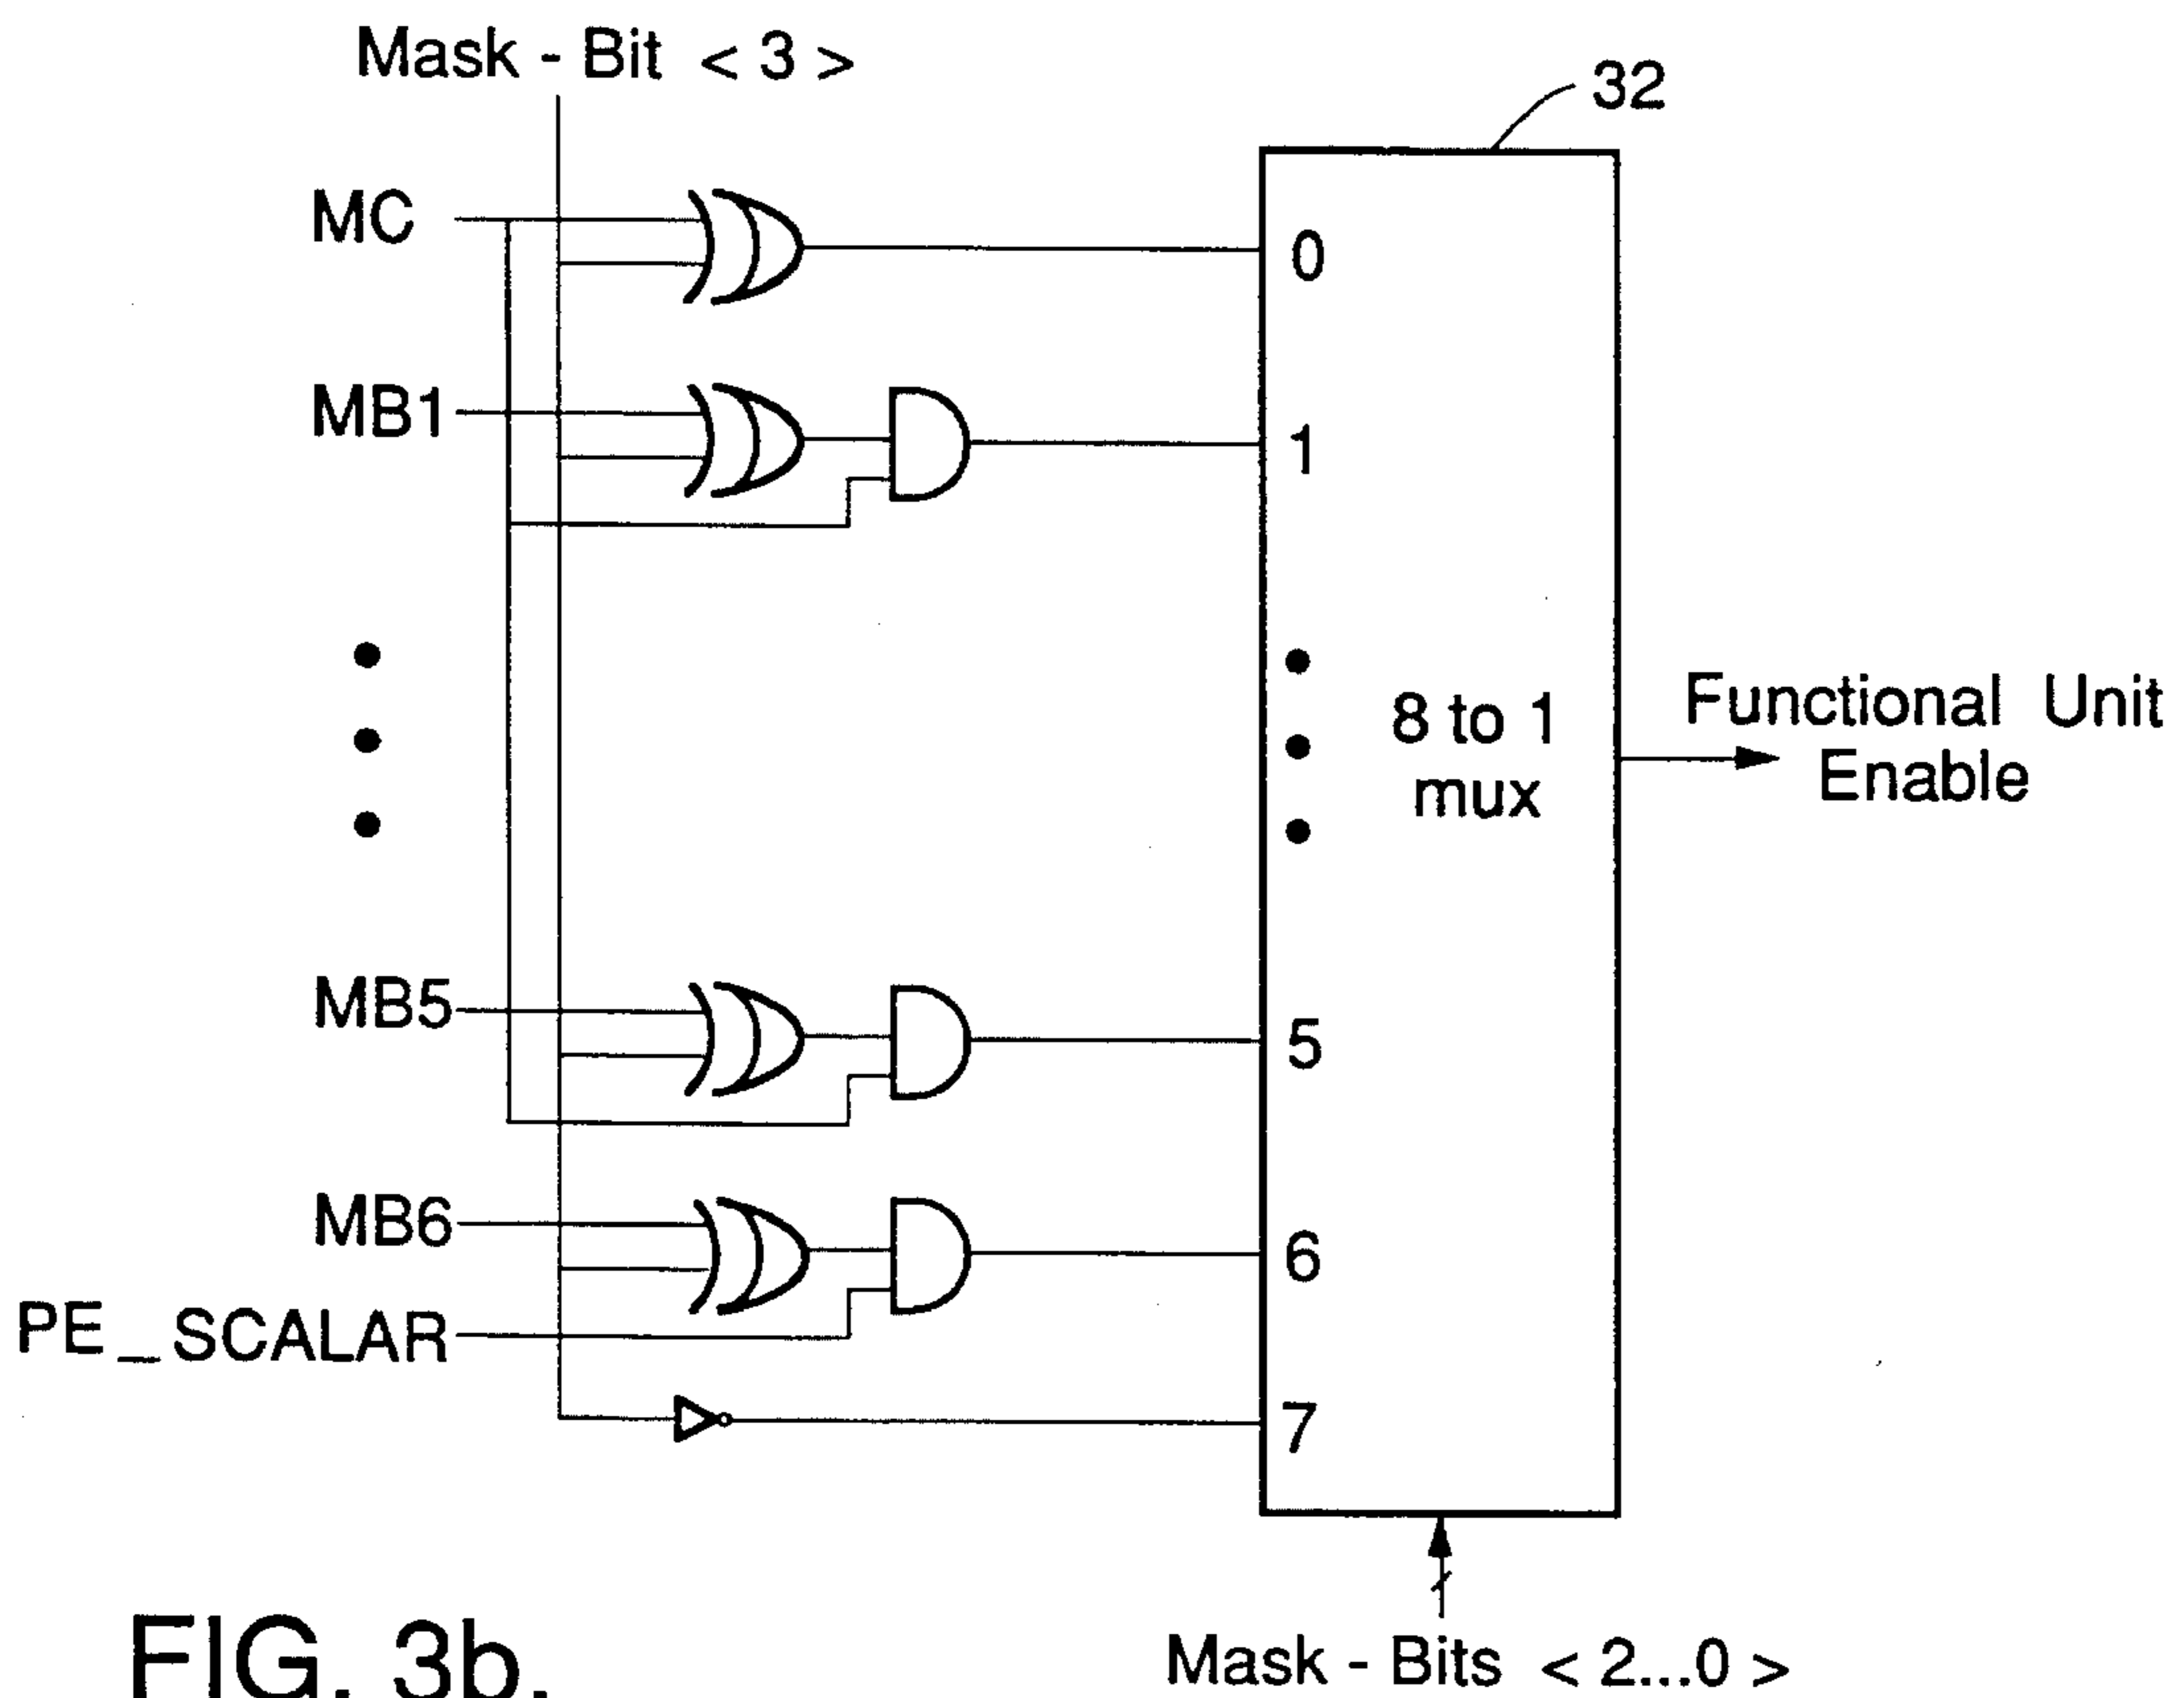 Mask - Bit < 3 >
32
MC
0
MB1
1
8 to 1
mux
Functional Unit
Enable
MB5
5
MB6
6
PE_SCALAR
7
FIG. 3b.
Mask - Bits < 2...0 >